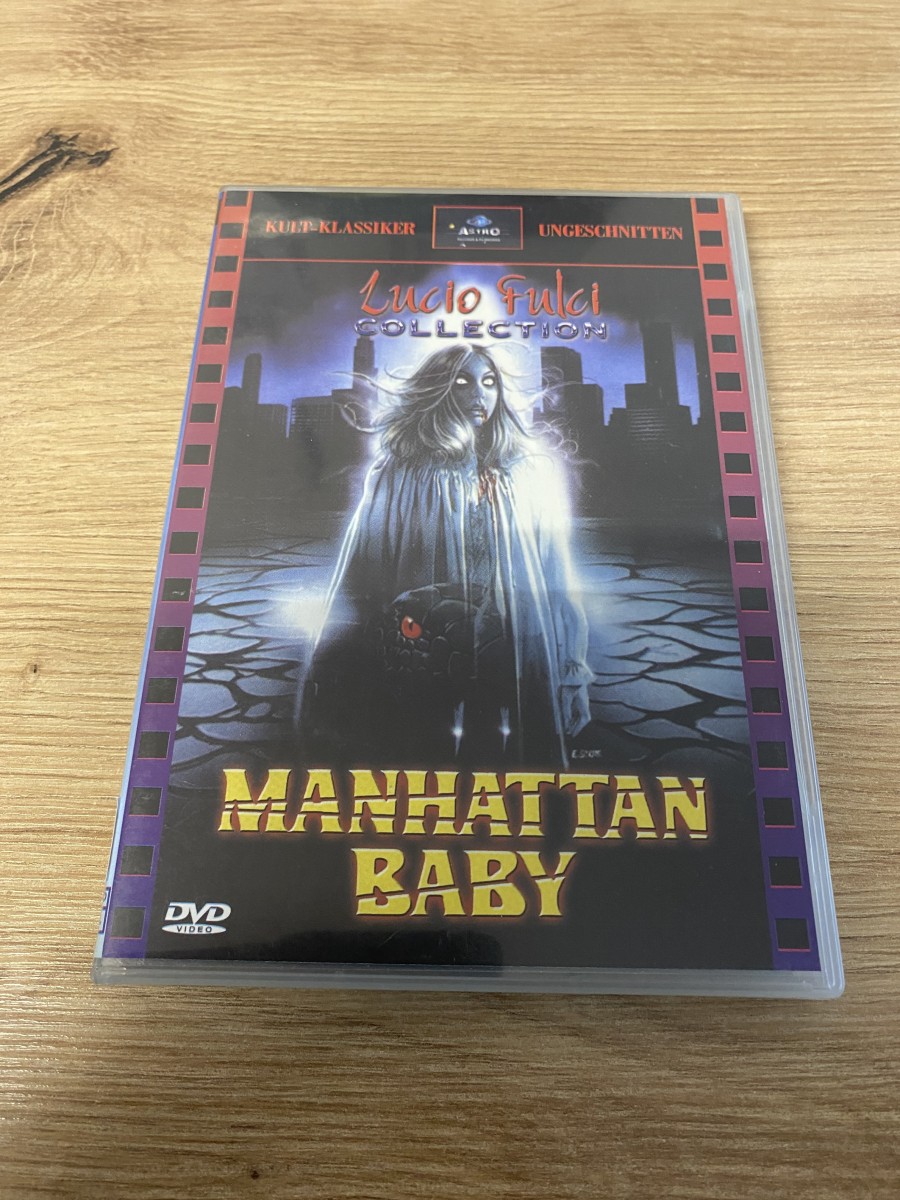 KULT-KLASSIKER
ASTRO
UNGESCHNITTEN
Lucio Fulci
COLLECTION
MANHATTAN
BABY
DVD
VIDEO